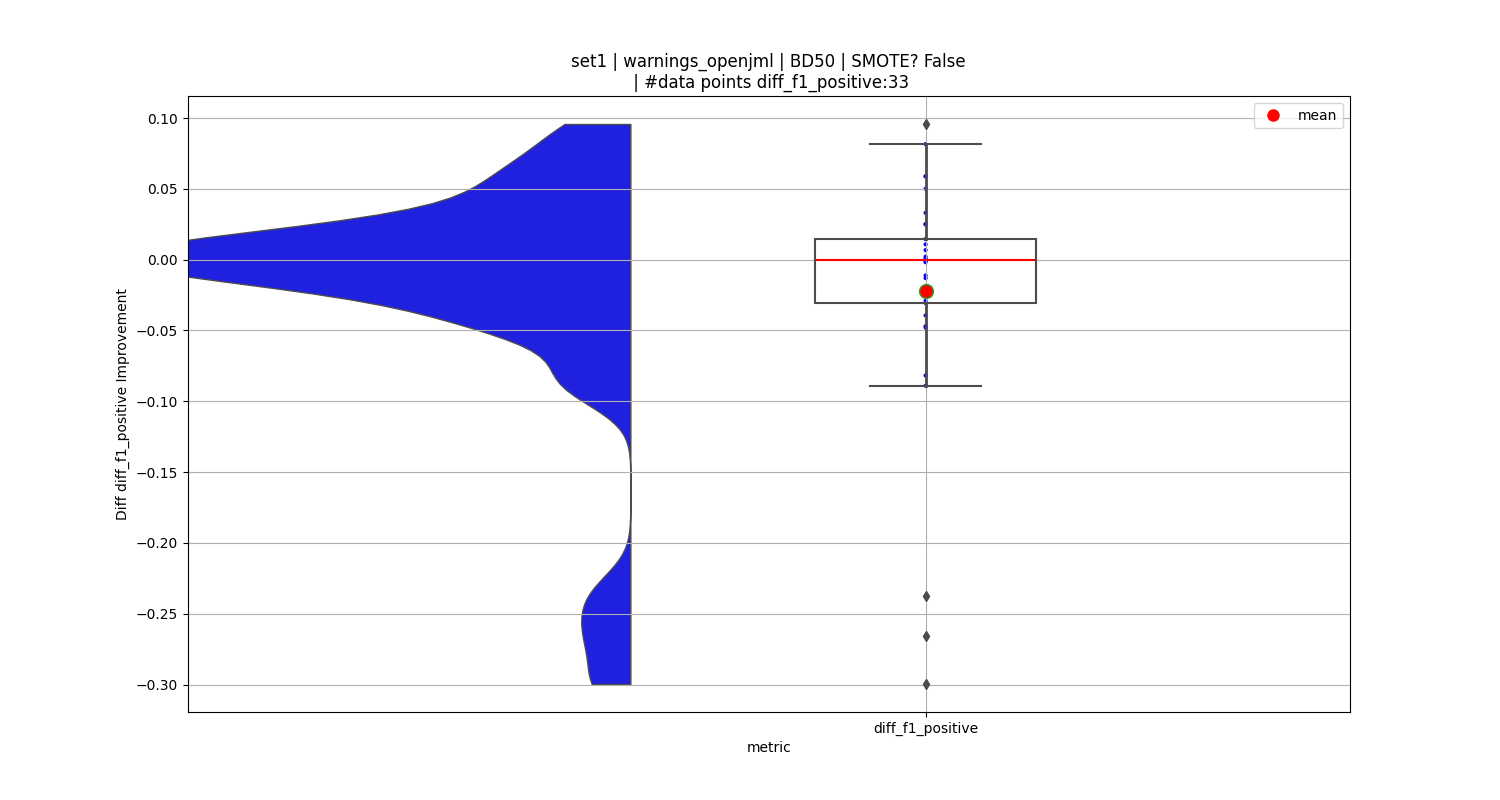 set1 | warnings_openjml | BD50 | SMOTE? False
| #data points diff_f1_positive:33
mean
0.10
0.05
0.00
−0.05
−0.10
−0.15
−0.20
−0.25
−0.30
Diff diff_f1_positive Improvement
diff_f1_positive
metric